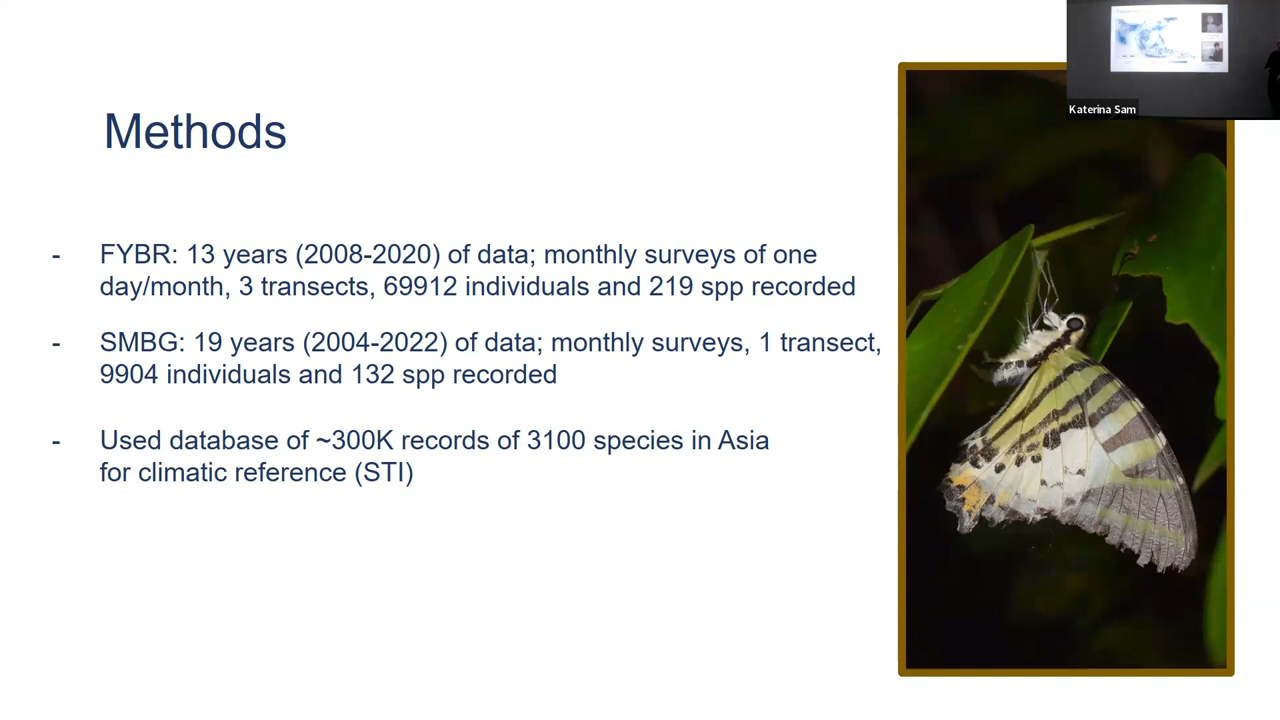 Methods
- FYBR: 13 years (2008-2020) of data; monthly surveys of one
day/month, 3 transects, 69912 individuals and 219 spp recorded
- SMBG: 19 years (2004-2022) of data; monthly surveys, 1 transect,
9904 individuals and 132 spp recorded
- Used database of ~300K records of 3100 species in Asia
for climatic reference (STI)
Katerina Sam